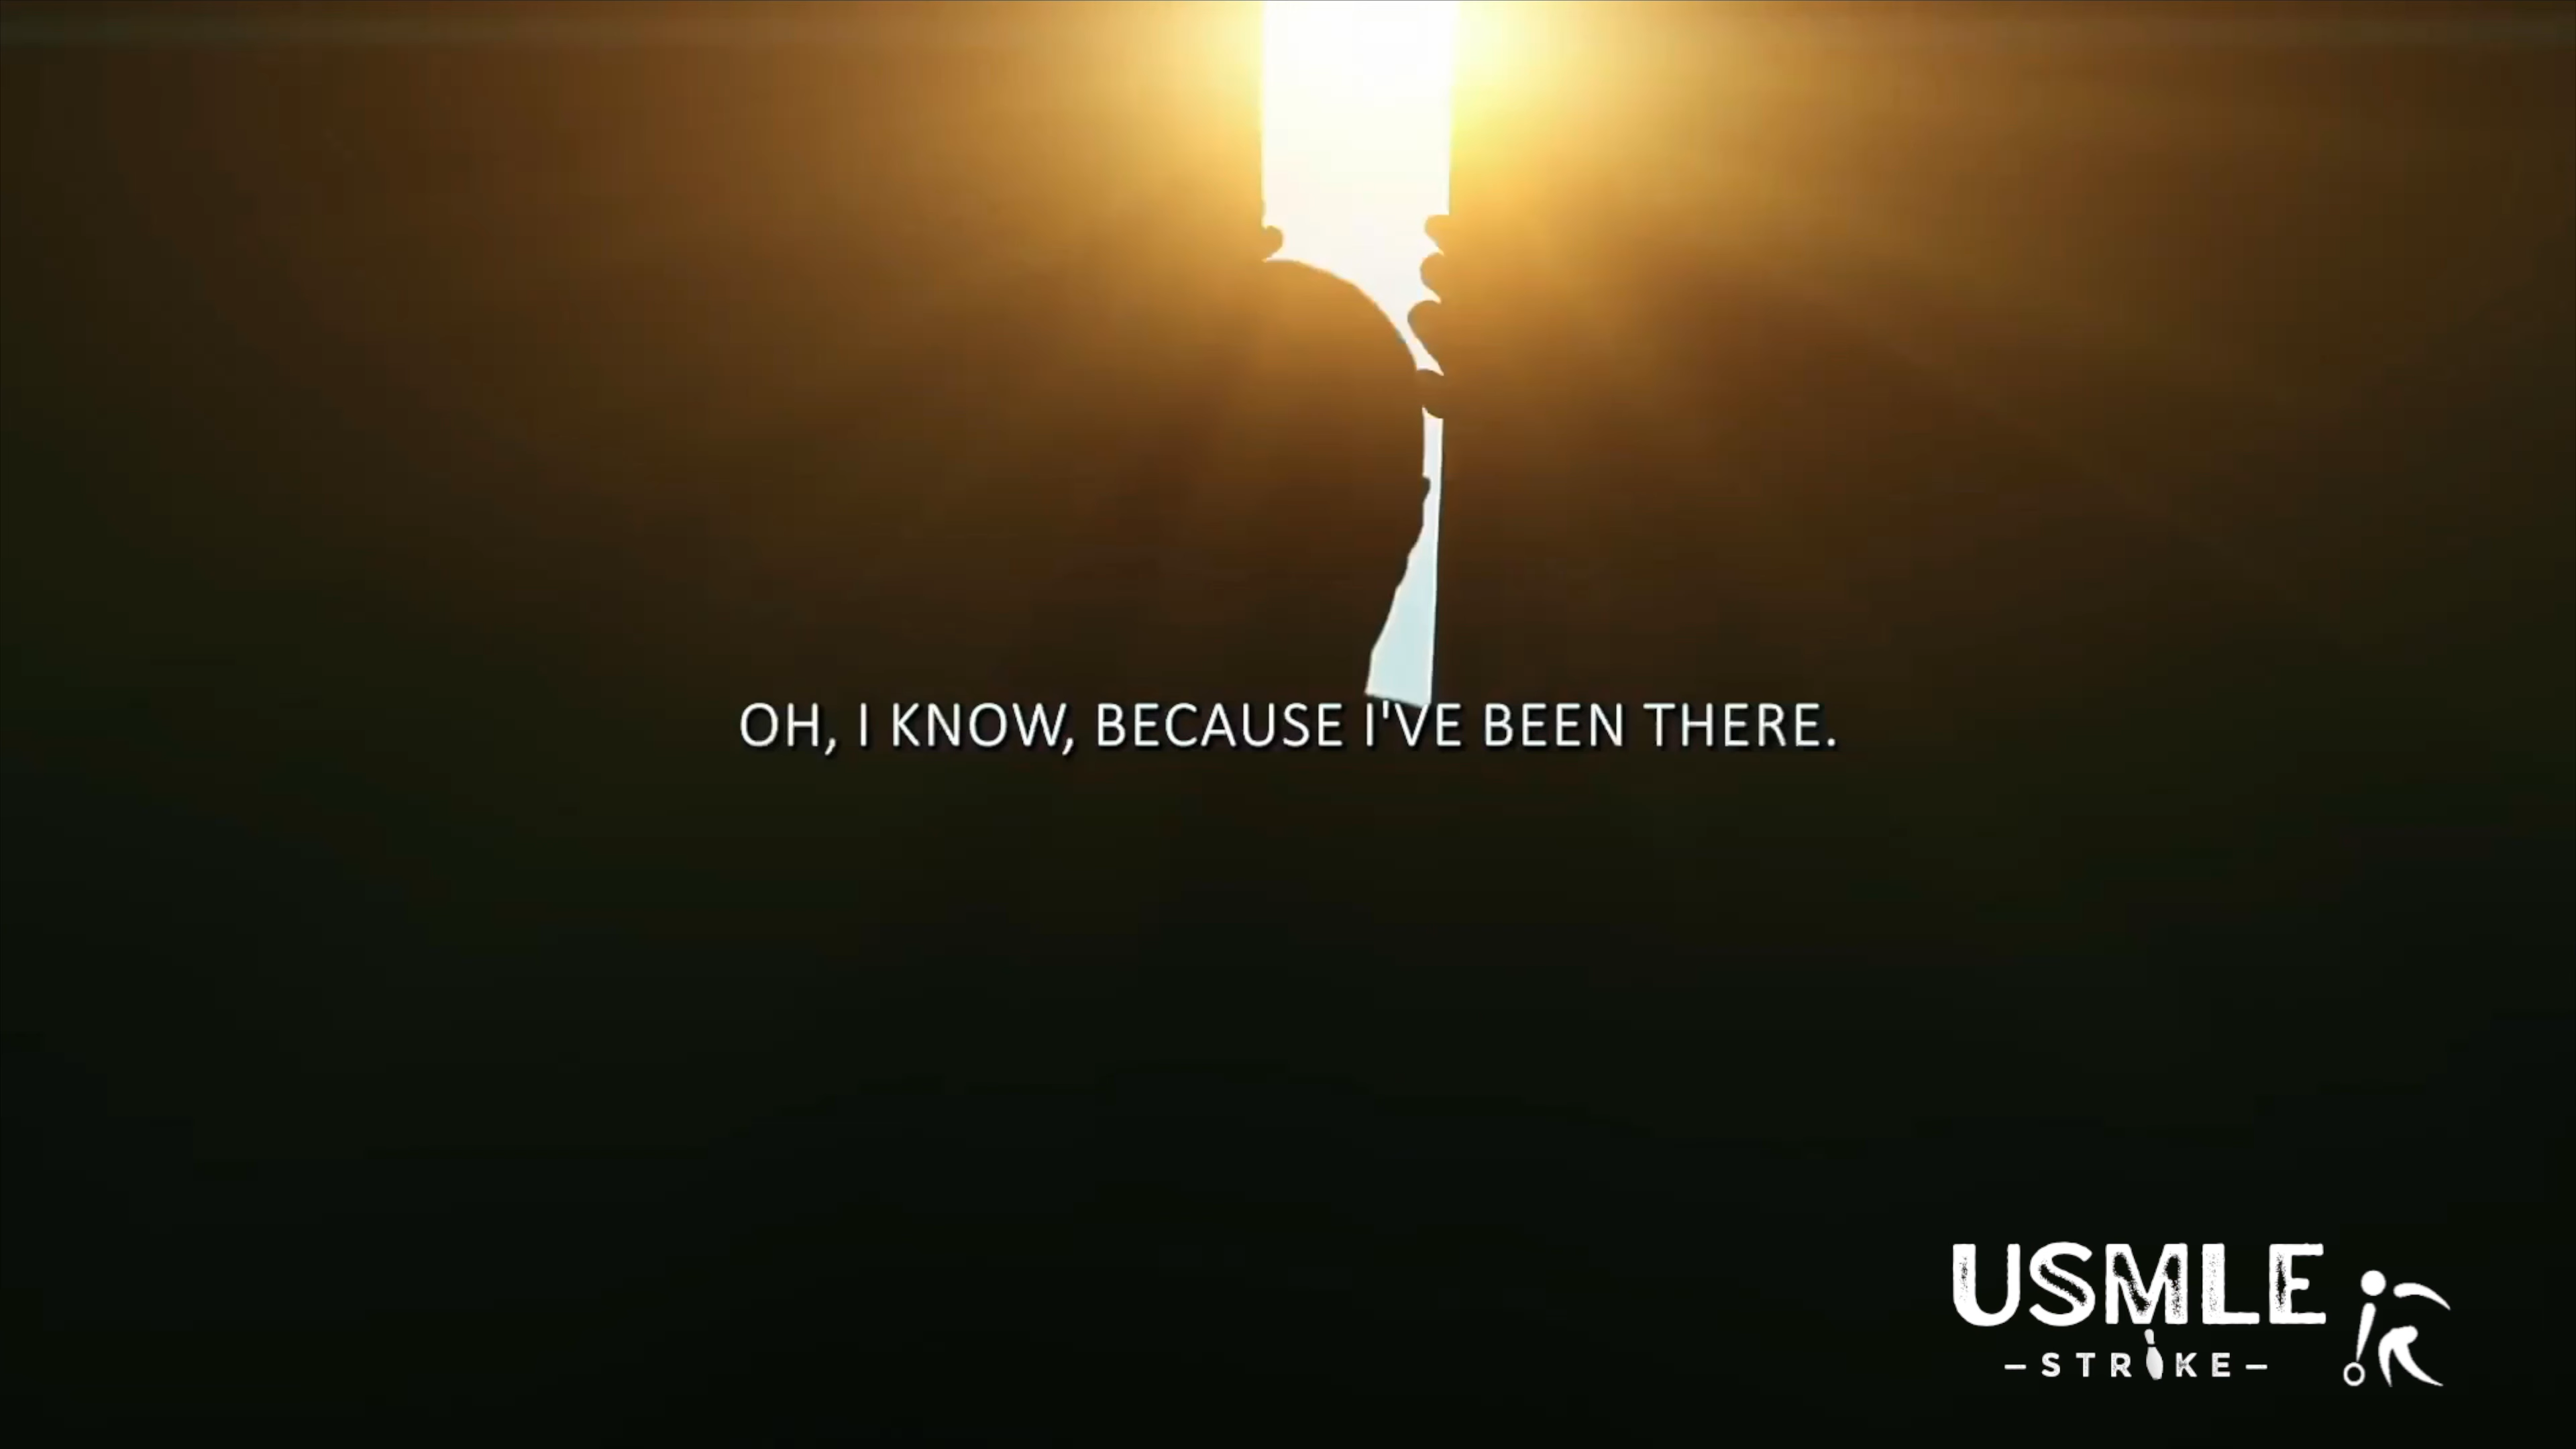 OH, I KNOW, BECAUSE I'VE BEEN THERE.
USMLE
-STRIKE-